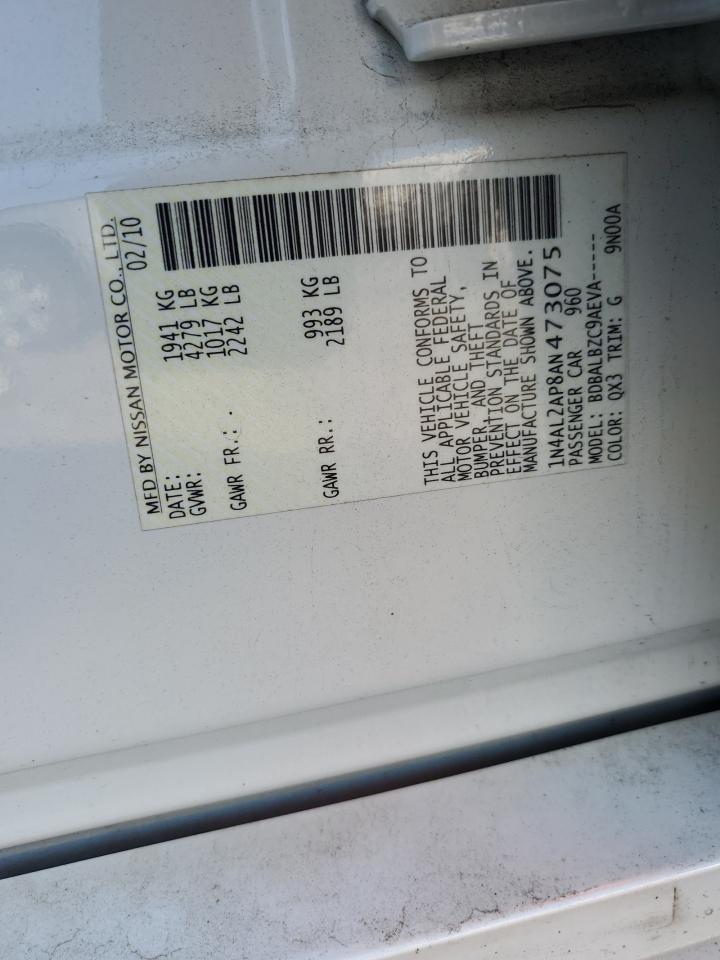 MFD BY NISSAN MOTOR CO., LTD.
DATE: 02/10
GVWR: 1941 KG
4279 LB
GAWR FR.: 1017 KG
2242 LB
GAWR RR.: 993 KG
2189 LB
THIS VEHICLE CONFORMS TO
ALL APPLICABLE FEDERAL
MOTOR VEHICLE SAFETY,
BUMPER, AND THEFT
PREVENTION STANDARDS IN
EFFECT ON THE DATE OF
MANUFACTURE SHOWN ABOVE.
1N4AL2AP8AN473075
PASSENGER CAR 960
MODEL: BDBALBZC9AEVA-----
COLOR: QX3 TRIM: G 9N00A